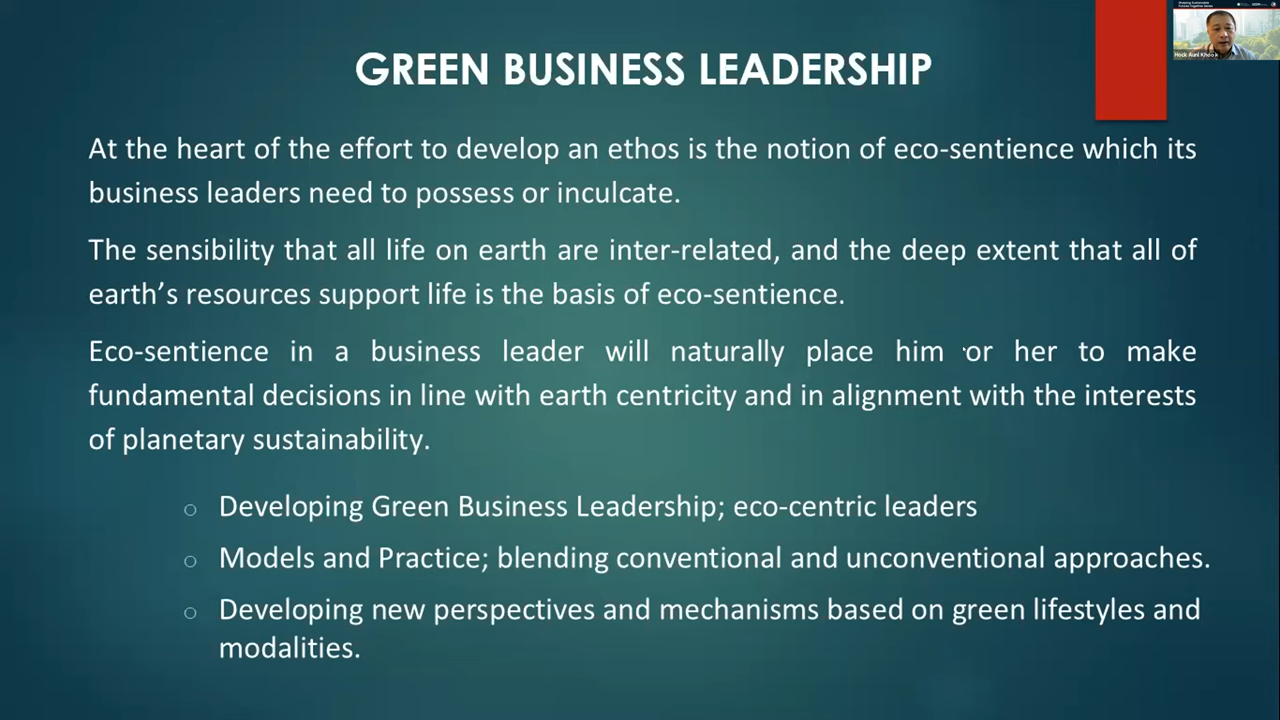 GREEN BUSINESS LEADERSHIP
At the heart of the effort to develop an ethos is the notion of eco-sentience which its
business leaders need to possess or inculcate.
The sensibility that all life on earth are inter-related, and the deep extent that all of
earth’s resources support life is the basis of eco-sentience.
Eco-sentience in a business leader will naturally place him or her to make
fundamental decisions in line with earth centricity and in alignment with the interests
of planetary sustainability.
Developing Green Business Leadership; eco-centric leaders
Models and Practice; blending conventional and unconventional approaches.
Developing new perspectives and mechanisms based on green lifestyles and
modalities.